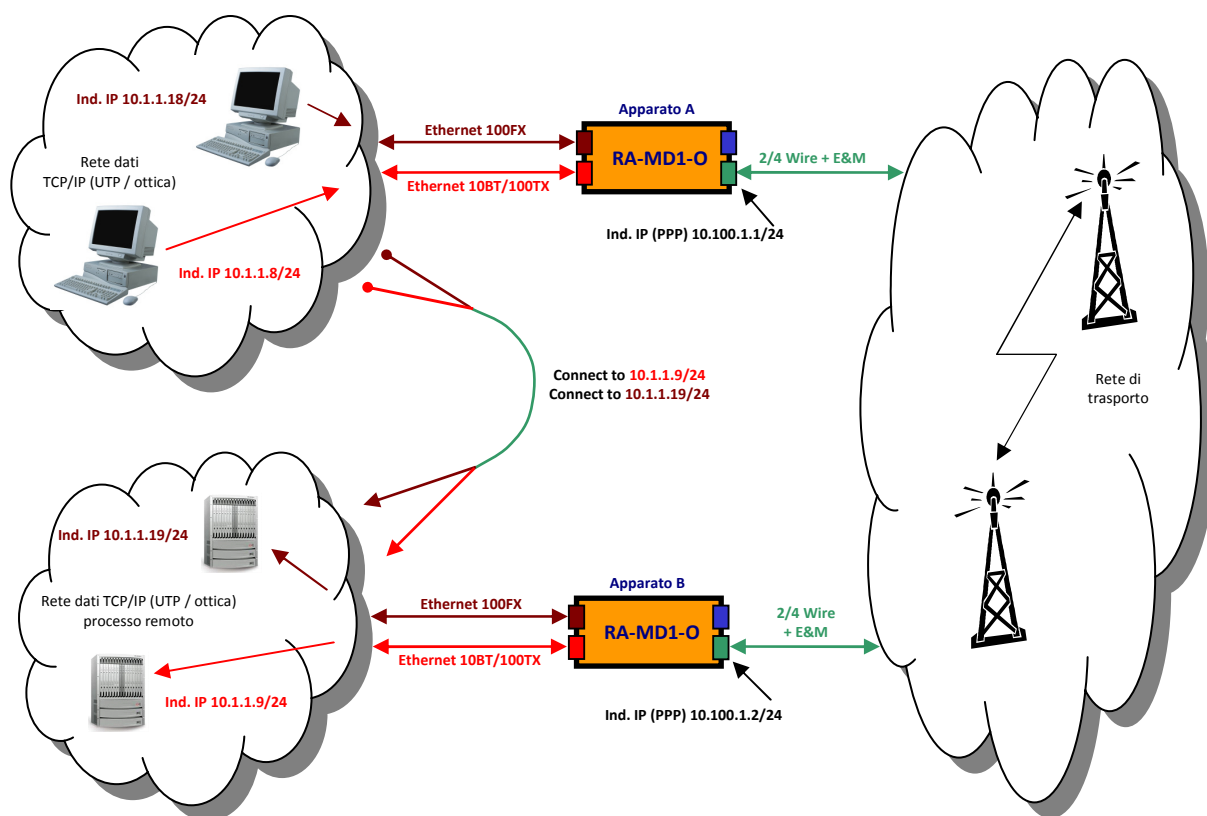 Ind. IP 10.1.1.18/24
Rete dati
TCP/IP (UTP / ottica)
Ind. IP 10.1.1.8/24
Ethernet 100FX
Ethernet 10BT/100TX
Apparato A
RA-MD1-O
2/4 Wire + E&M
Ind. IP (PPP) 10.100.1.1/24
Connect to 10.1.1.9/24
Connect to 10.1.1.19/24
Rete di
trasporto
Ind. IP 10.1.1.19/24
Rete dati TCP/IP (UTP / ottica)
processo remoto
Ind. IP 10.1.1.9/24
Ethernet 100FX
Ethernet 10BT/100TX
Apparato B
RA-MD1-O
2/4 Wire
+ E&M
Ind. IP (PPP) 10.100.1.2/24